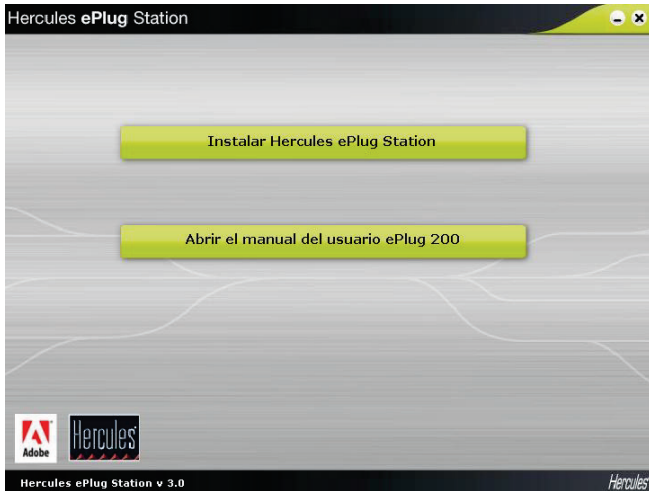 Hercules ePlug Station
Instalar Hercules ePlug Station
Abrir el manual del usuario ePlug 200
Adobe
Hercules
Hercules ePlug Station v 3.0
Hercules